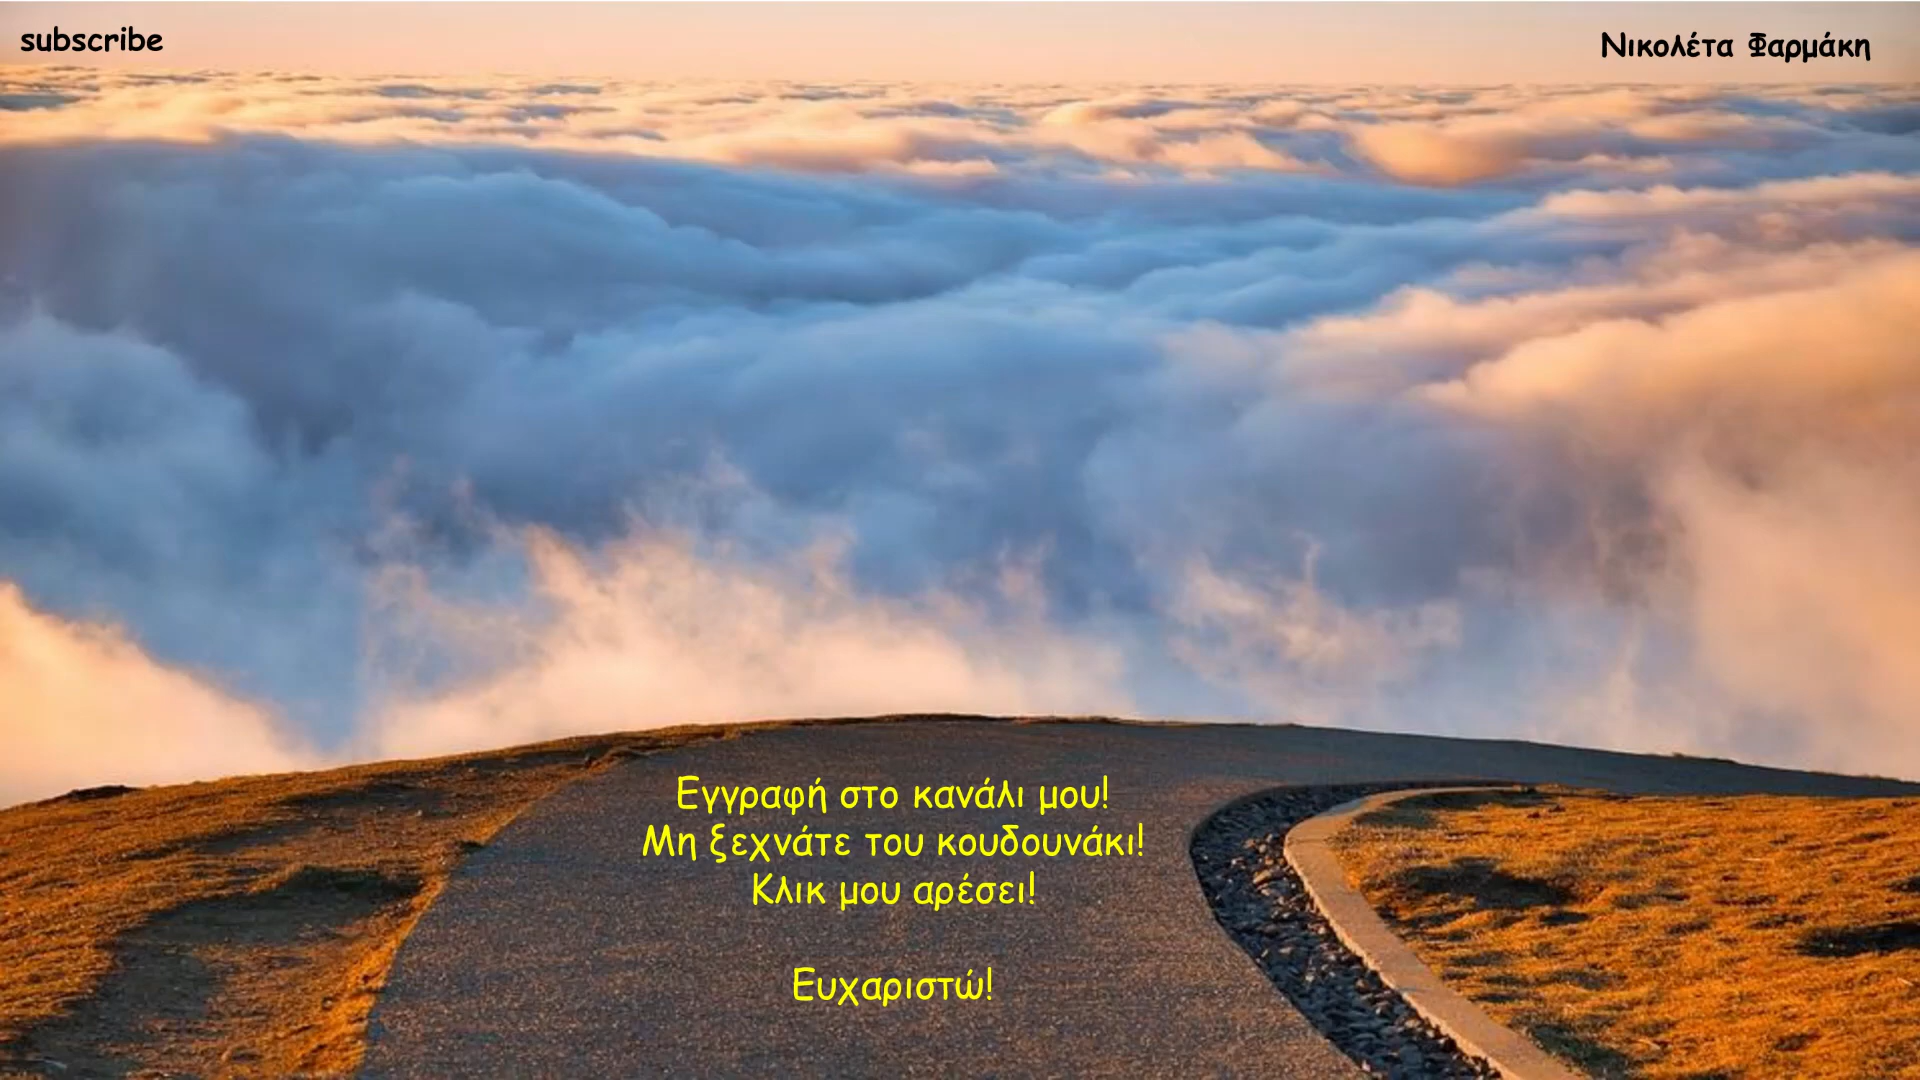 subscribe
Νικολέτα Φαρμάκη
Εγγραφή στο κανάλι μου!
Μη ξεχνάτε του κουδουνάκι!
Κλικ μου αρέσει!
Ευχαριστώ!